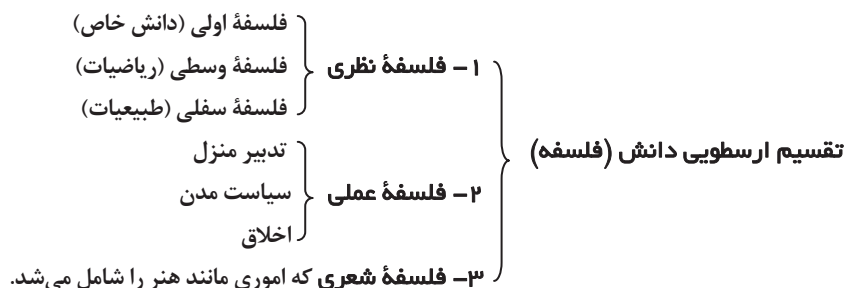 تقسیم ارسطویی دانش (فلسفه)
۱– فلسفهٔ نظری
فلسفهٔ اولی (دانش خاص)
فلسفهٔ وسطی (ریاضیات)
فلسفهٔ سفلی (طبیعیات)
۲– فلسفهٔ عملی
تدبیر منزل
سیاست مدن
اخلاق
۳– فلسفهٔ شعری که اموری مانند هنر را شامل می‌شد.